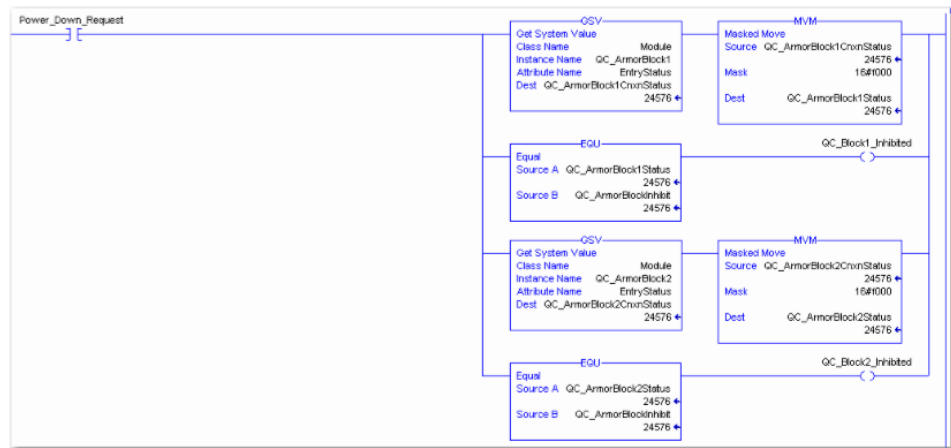 Power_Down_Request
GSV
Get System Value
Class Name Module
Instance Name QC_ArmorBlock1
Attribute Name EntryStatus
Dest QC_ArmorBlock1CnxnStatus
24576
MVM
Masked Move
Source QC_ArmorBlock1CnxnStatus
24576
Mask 16#f000
Dest QC_ArmorBlock1Status
24576
EQU
Equal
Source A QC_ArmorBlock1Status
24576
Source B QC_ArmorBlockInhibit
24576
QC_Block1_Inhibited
GSV
Get System Value
Class Name Module
Instance Name QC_ArmorBlock2
Attribute Name EntryStatus
Dest QC_ArmorBlock2CnxnStatus
24576
MVM
Masked Move
Source QC_ArmorBlock2CnxnStatus
24576
Mask 16#f000
Dest QC_ArmorBlock2Status
24576
EQU
Equal
Source A QC_ArmorBlock2Status
24576
Source B QC_ArmorBlockInhibit
24576
QC_Block2_Inhibited